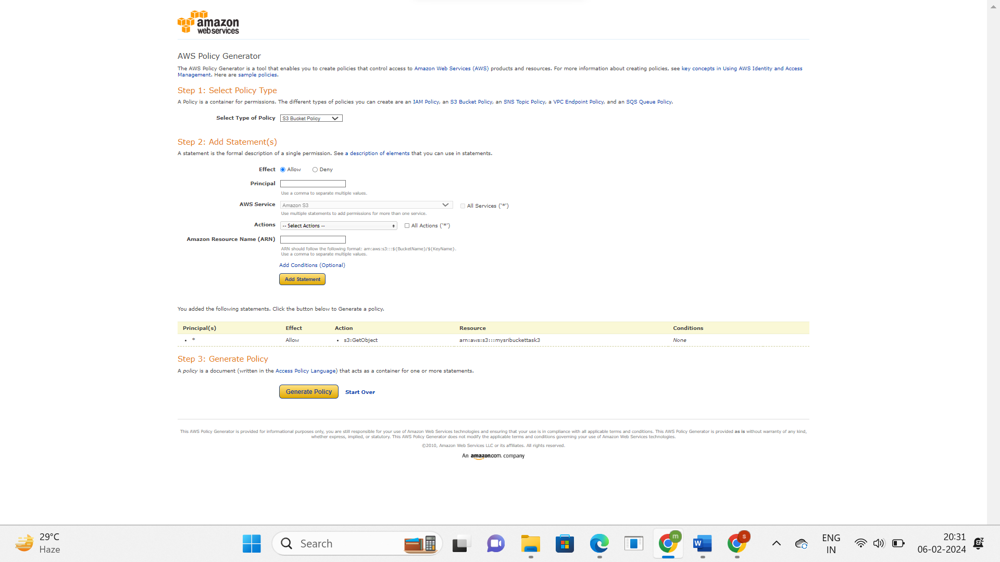 amazon
webservices
AWS Policy Generator
The AWS Policy Generator is a tool that enables you to create policies that control access to Amazon Web Services (AWS) products and resources. For more information about creating policies, see key concepts in Using AWS Identity and Access
Management. Here are sample policies.
Step 1: Select Policy Type
A Policy is a container for permissions. The different types of policies you can create are an IAM Policy, an S3 Bucket Policy, an SNS Topic Policy, a VPC Endpoint Policy, and an SQS Queue Policy.
Select Type of Policy S3 Bucket Policy
Step 2: Add Statement(s)
A statement is the formal description of a single permission. See a description of elements that you can use in statements.
Effect Allow Deny
Principal
Use a comma to separate multiple values.
AWS Service Amazon S3 All Services ('*')
Use multiple statements to add permissions for more than one service.
Actions -- Select Actions -- All Actions ('*')
Amazon Resource Name (ARN)
ARN should follow the following format: arn:aws:s3:::${BucketName}/${KeyName}.
Use a comma to separate multiple values.
Add Conditions (Optional)
Add Statement
You added the following statements. Click the button below to Generate a policy.
Principal(s) Effect Action Resource Conditions
• * Allow • s3:GetObject arn:aws:s3:::mysribuckettask3 None
Step 3: Generate Policy
A policy is a document (written in the Access Policy Language) that acts as a container for one or more statements.
Generate Policy Start Over
This AWS Policy Generator is provided for informational purposes only, you are still responsible for your use of Amazon Web Services technologies and ensuring that your use is in compliance with all applicable terms and conditions. This AWS Policy Generator is provided as is without warranty of any kind,
whether express, implied, or statutory. This AWS Policy Generator does not modify the applicable terms and conditions governing your use of Amazon Web Services technologies.
©2010, Amazon Web Services LLC or its affiliates. All rights reserved.
An amazon.com. company
29°C
Haze
Search
m
W
s
ENG
IN
20:31
06-02-2024